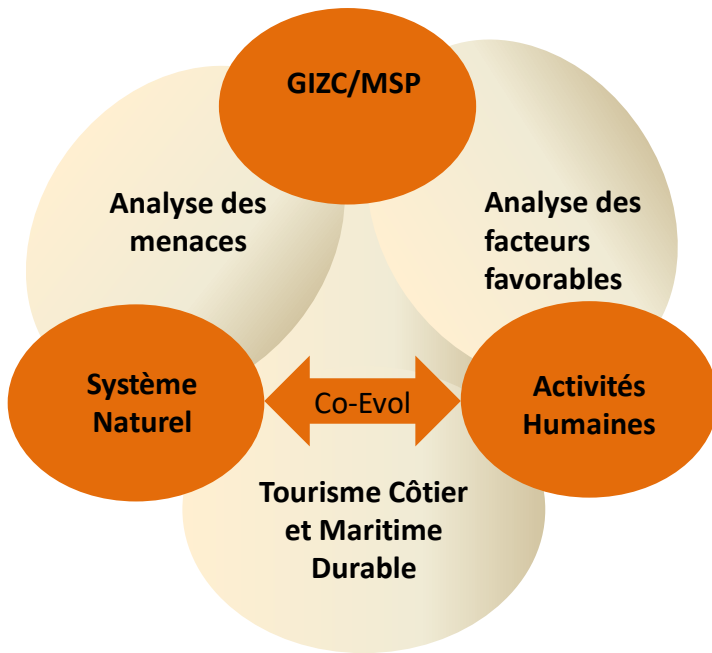 GIZC/MSP
Analyse des
menaces
Analyse des
facteurs
favorables
Système
Naturel
Co-Evol
Activités
Humaines
Tourisme Côtier
et Maritime
Durable